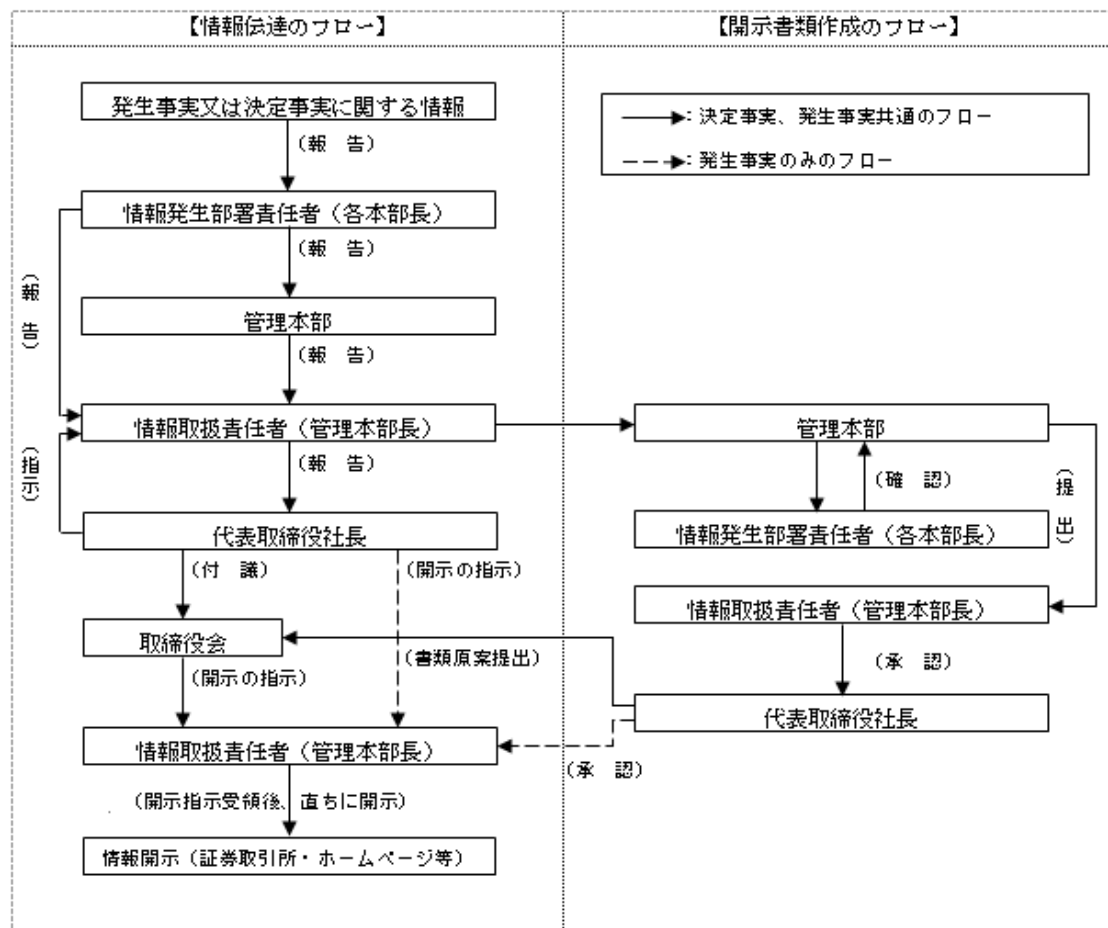 【情報伝達のフロー】
【開示書類作成のフロー】
発生事実又は決定事実に関する情報
(報 告)
情報発生部署責任者（各本部長）
(報 告)
(報 告)
管理本部
(報 告)
情報取扱責任者（管理本部長）
(指示)
(報 告)
代表取締役社長
(付 議)
(開示の指示)
取締役会
(開示の指示)
(書類原案提出)
情報取扱責任者（管理本部長）
(承 認)
(開示指示受領後、直ちに開示)
情報開示（証券取引所・ホームページ等）
：決定事実、発生事実共通のフロー
：発生事実のみのフロー
管理本部
(確 認)
(提 出)
情報発生部署責任者（各本部長）
情報取扱責任者（管理本部長）
(承 認)
代表取締役社長